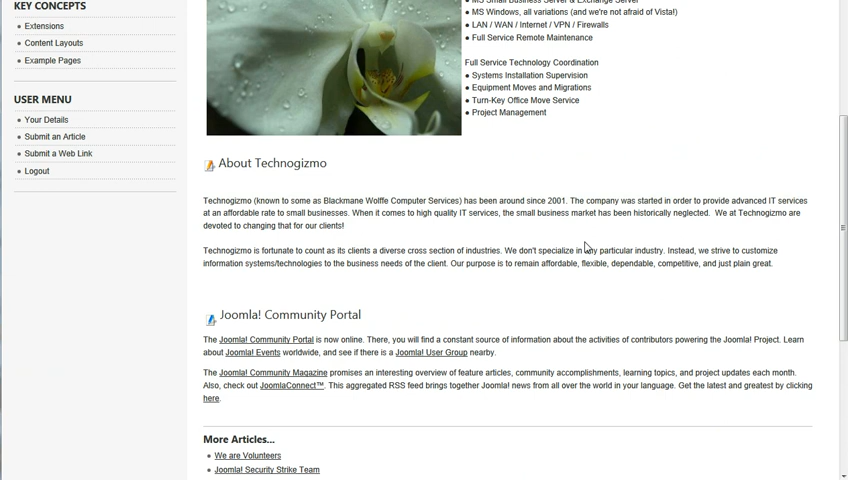 KEY CONCEPTS
Extensions
Content Layouts
Example Pages
USER MENU
Your Details
Submit an Article
Submit a Web Link
Logout
• MS Small Business Server & Exchange Server
• MS Windows, all variations (and we're not afraid of Vista!)
• LAN / WAN / Internet / VPN / Firewalls
• Full Service Remote Maintenance
Full Service Technology Coordination
• Systems Installation Supervision
• Equipment Moves and Migrations
• Turn-Key Office Move Service
• Project Management
About Technogizmo
Technogizmo (known to some as Blackmane Wolffe Computer Services) has been around since 2001. The company was started in order to provide advanced IT services
at an affordable rate to small businesses. When it comes to high quality IT services, the small business market has been historically neglected. We at Technogizmo are
devoted to changing that for our clients!
Technogizmo is fortunate to count as its clients a diverse cross section of industries. We don't specialize in any particular industry. Instead, we strive to customize
information systems/technologies to the business needs of the client. Our purpose is to remain affordable, flexible, dependable, competitive, and just plain great.
Joomla! Community Portal
The Joomla! Community Portal is now online. There, you will find a constant source of information about the activities of contributors powering the Joomla! Project. Learn
about Joomla! Events worldwide, and see if there is a Joomla! User Group nearby.
The Joomla! Community Magazine promises an interesting overview of feature articles, community accomplishments, learning topics, and project updates each month.
Also, check out JoomlaConnect™. This aggregated RSS feed brings together Joomla! news from all over the world in your language. Get the latest and greatest by clicking
here.
More Articles...
We are Volunteers
Joomla! Security Strike Team